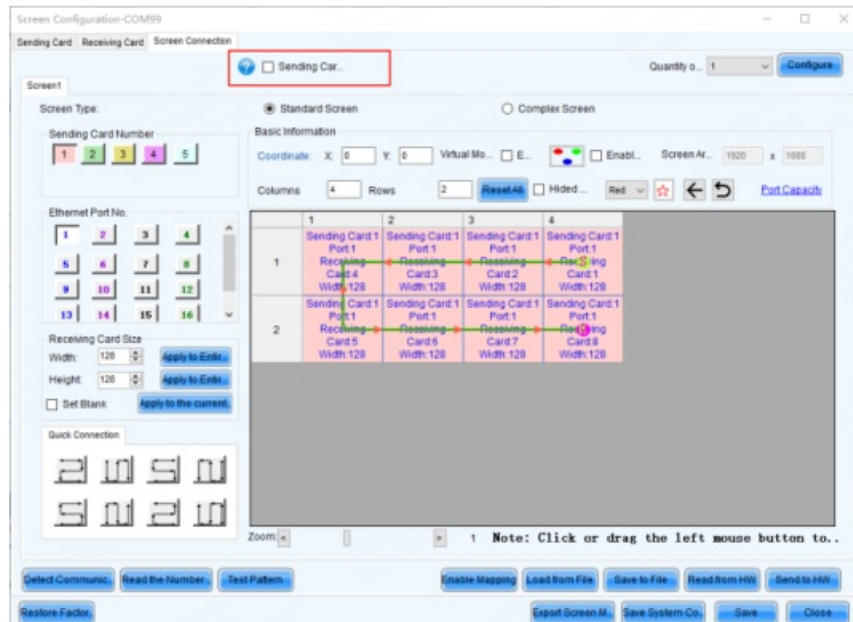 Screen Configuration-COM99
Sending Card Receiving Card Screen Connection
Sending Car...
Quantity o... 1 Configure
Screen1
Screen Type: Standard Screen Complex Screen
Sending Card Number
1 2 3 4 5
Basic Information
Coordinate: X: 0 Y: 0 Virtual Mo... E... Enabl... Screen Ar... 1920 x 1080
Columns 4 Rows 2 Reset All Hided... Red Port Capacity
Ethernet Port No.
1 2 3 4
5 6 7 8
9 10 11 12
13 14 15 16
1 2 3 4
1
Sending Card:1 Sending Card:1 Sending Card:1 Sending Card:1
Port:1 Port:1 Port:1 Port:1
Receiving Receiving Receiving Receiving
Card:4 Card:3 Card:2 Card:1
Width:128 Width:128 Width:128 Width:128
2
Sending Card:1 Sending Card:1 Sending Card:1 Sending Card:1
Port:1 Port:1 Port:1 Port:1
Receiving Receiving Receiving Receiving
Card:5 Card:6 Card:7 Card:8
Width:128 Width:128 Width:128 Width:128
Receiving Card Size
Width: 128 Apply to Entir...
Height: 128 Apply to Entir...
Set Blank Apply to the current..
Quick Connection
Zoom: < > 1 Note: Click or drag the left mouse button to..
Detect Communic.. Read the Number.. Test Pattern Enable Mapping Load from File Save to File Read from HW Send to HW
Restore Factor.. Export Screen M.. Save System Co.. Save Close